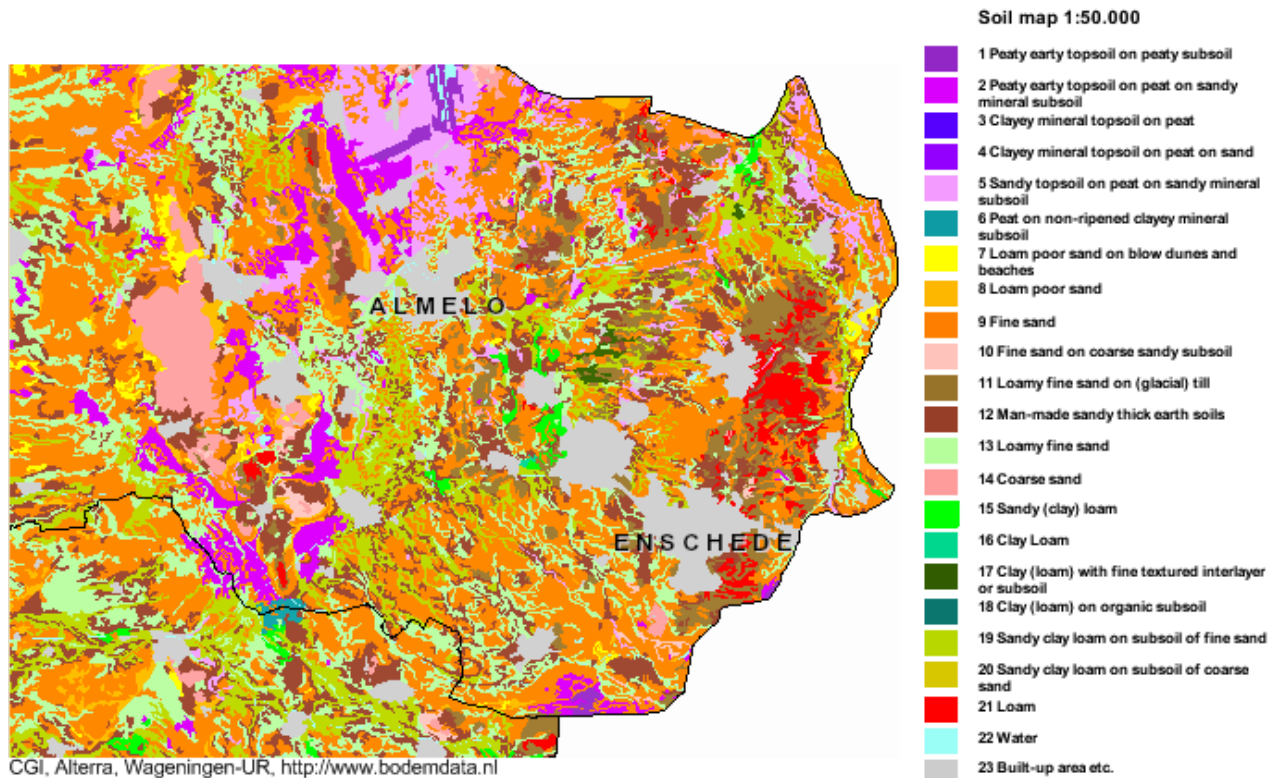 Soil map 1:50.000
1 Peaty earty topsoil on peaty subsoil
2 Peaty earty topsoil on peat on sandy
mineral subsoil
3 Clayey mineral topsoil on peat
4 Clayey mineral topsoil on peat on sand
5 Sandy topsoil on peat on sandy mineral
subsoil
6 Peat on non-ripened clayey mineral
subsoil
7 Loam poor sand on blow dunes and
beaches
8 Loam poor sand
9 Fine sand
10 Fine sand on coarse sandy subsoil
11 Loamy fine sand on (glacial) till
12 Man-made sandy thick earth soils
13 Loamy fine sand
14 Coarse sand
15 Sandy (clay) loam
16 Clay Loam
17 Clay (loam) with fine textured interlayer
or subsoil
18 Clay (loam) on organic subsoil
19 Sandy clay loam on subsoil of fine sand
20 Sandy clay loam on subsoil of coarse
sand
21 Loam
22 Water
23 Built-up area etc.
ALMELO
ENSCHEDE
CGI, Alterra, Wageningen-UR, http://www.bodemdata.nl